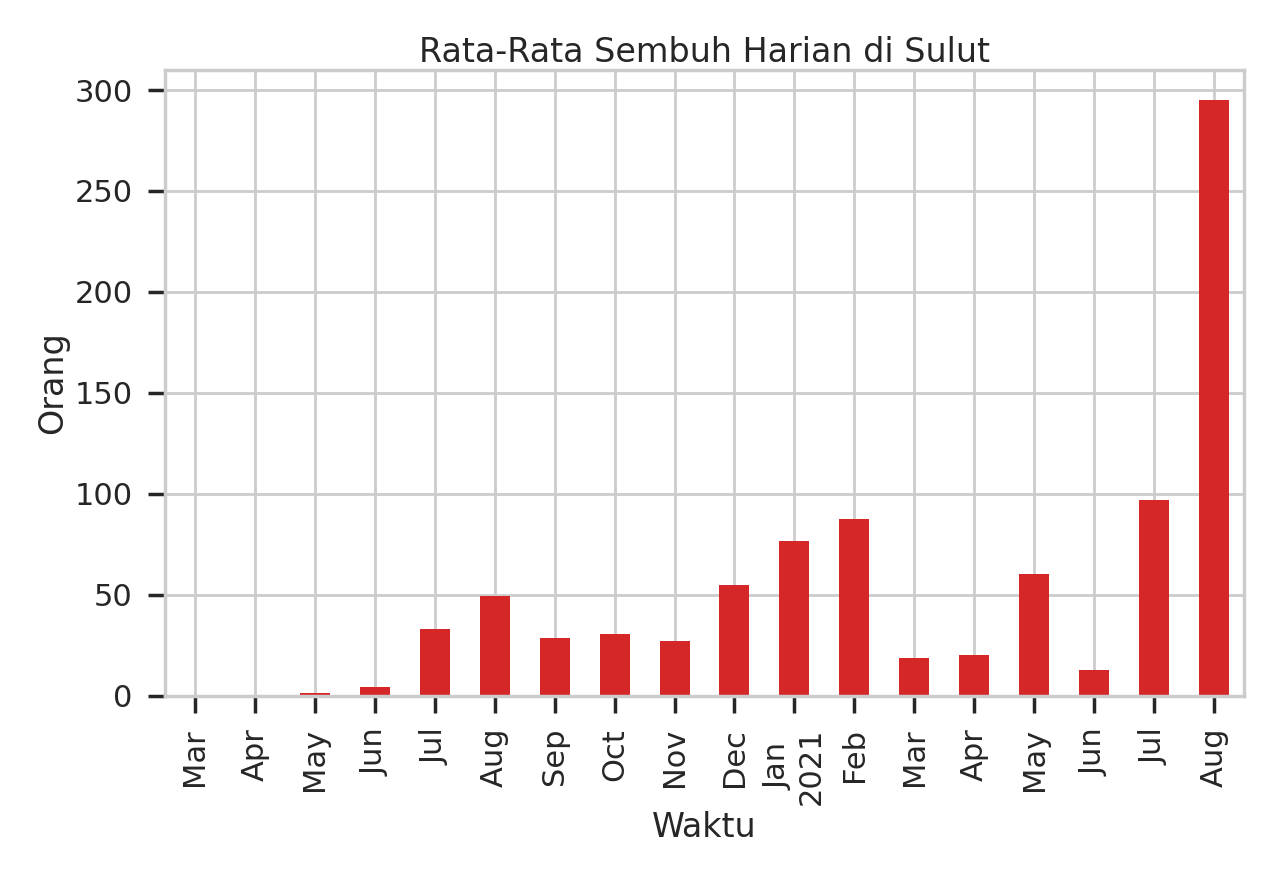 Rata-Rata Sembuh Harian di Sulut
Orang
300
250
200
150
100
50
0
Mar
Apr
May
Jun
Jul
Aug
Sep
Oct
Nov
Dec
Jan
2021
Feb
Mar
Apr
May
Jun
Jul
Aug
Waktu